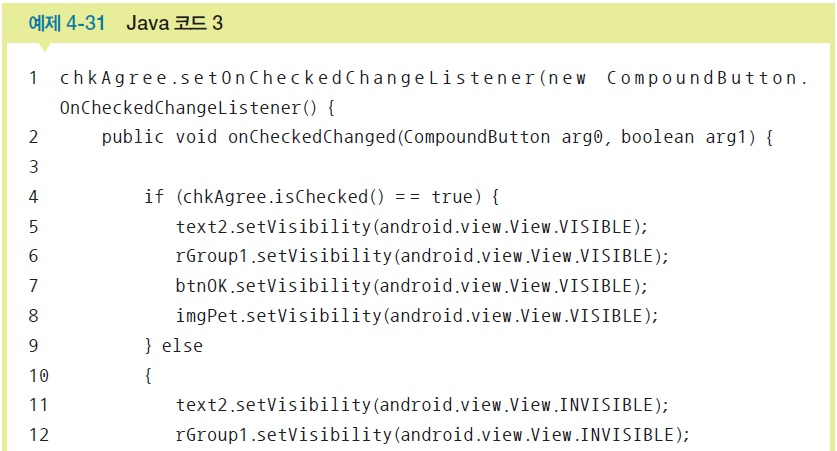 예제 4-31 Java 코드 3
1 chkAgree.setOnCheckedChangeListener(new CompoundButton.
OnCheckedChangeListener() {
2 public void onCheckedChanged(CompoundButton arg0, boolean arg1) {
3
4 if (chkAgree.isChecked() == true) {
5 text2.setVisibility(android.view.View.VISIBLE);
6 rGroup1.setVisibility(android.view.View.VISIBLE);
7 btnOK.setVisibility(android.view.View.VISIBLE);
8 imgPet.setVisibility(android.view.View.VISIBLE);
9 } else
10 {
11 text2.setVisibility(android.view.View.INVISIBLE);
12 rGroup1.setVisibility(android.view.View.INVISIBLE);